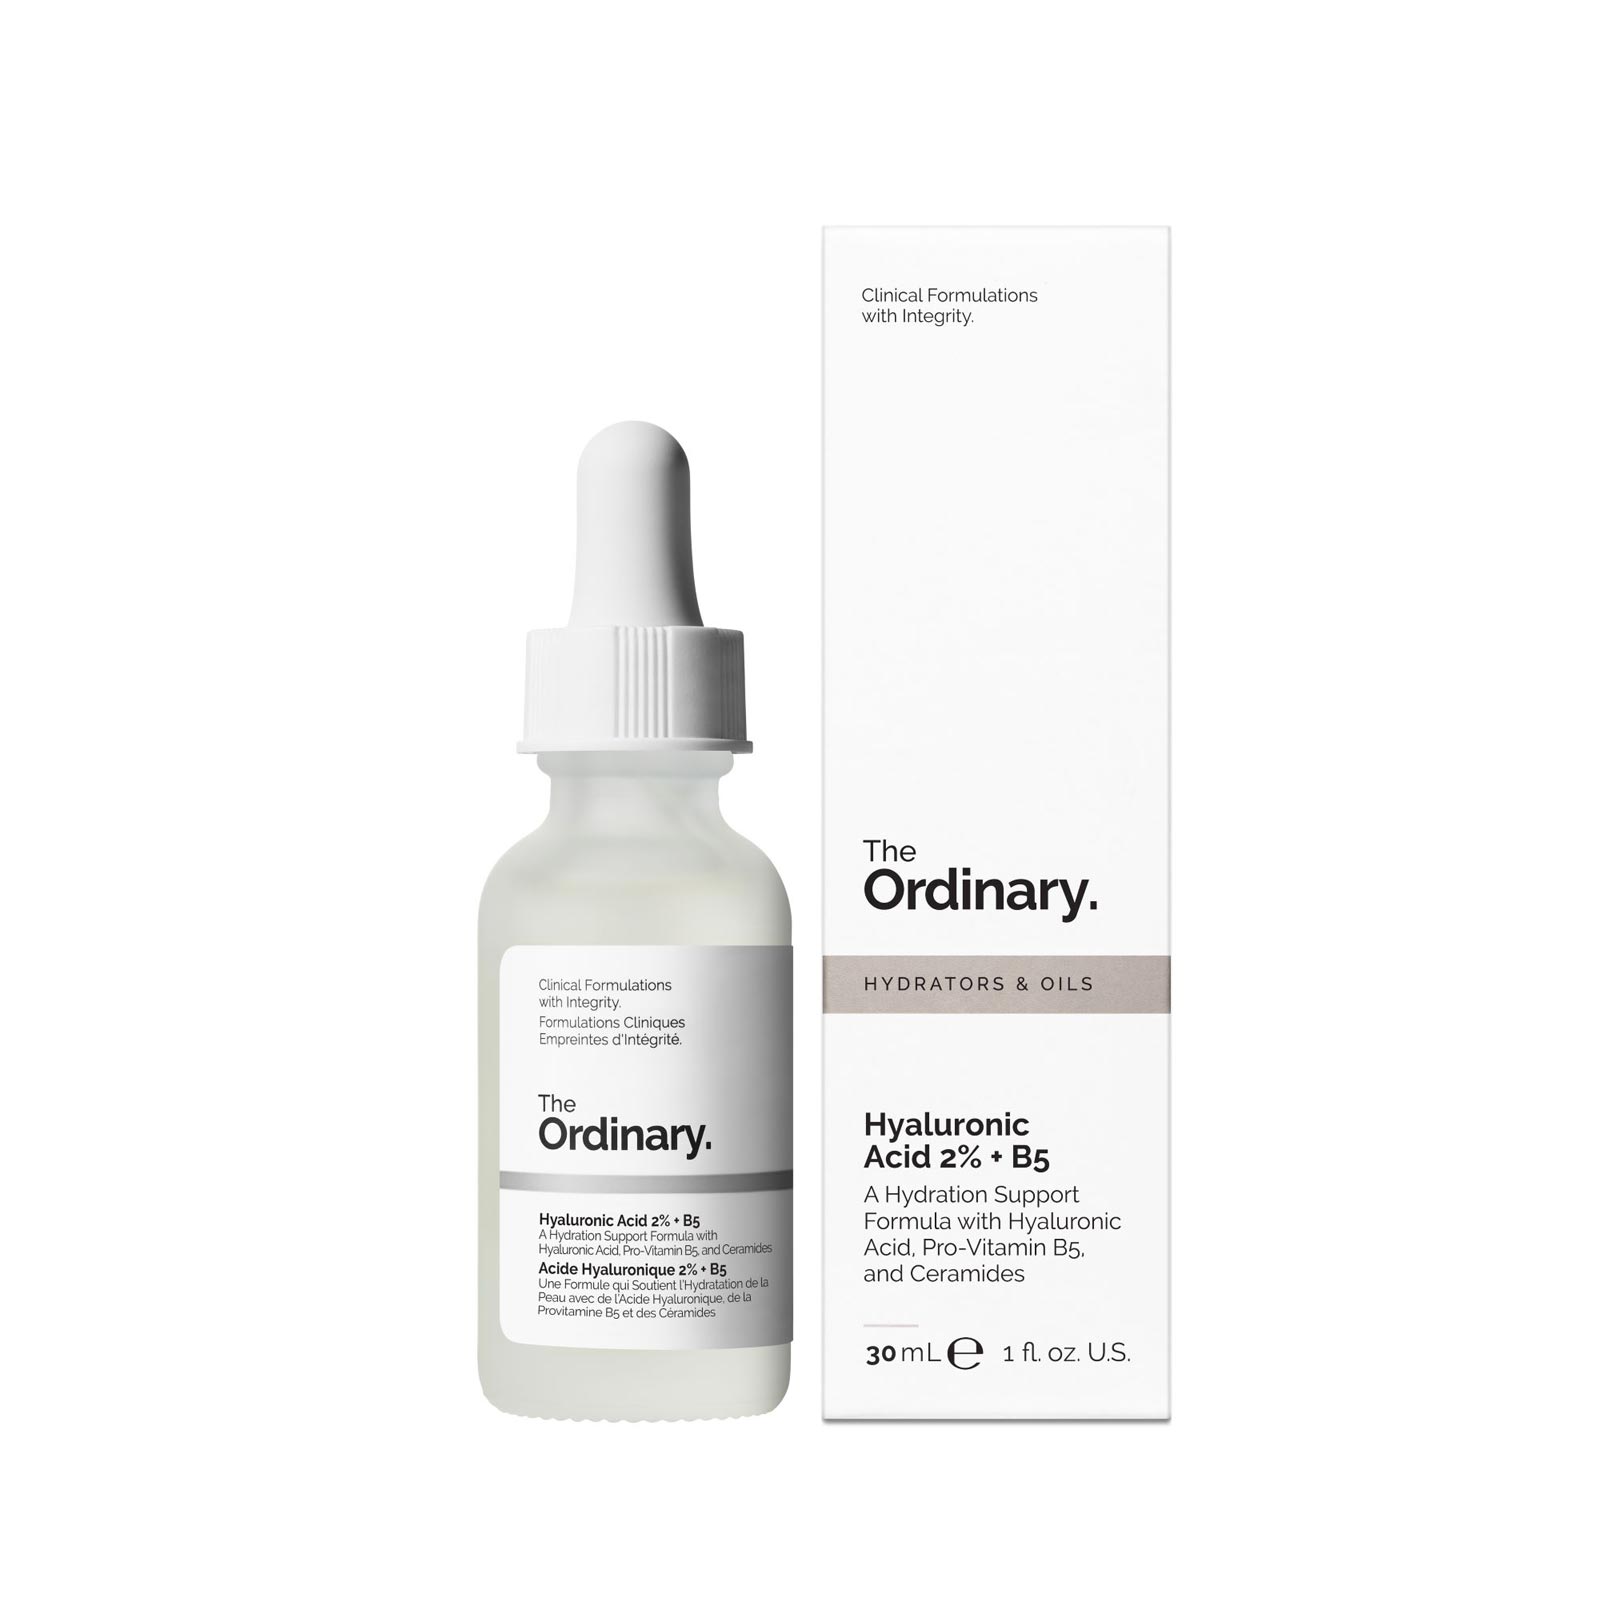 Clinical Formulations
with Integrity.
Formulations Cliniques
Empreintes d'Intégrité.
The
Ordinary.
Hyaluronic Acid 2% + B5
A Hydration Support Formula with
Hyaluronic Acid, Pro-Vitamin B5, and Ceramides
Acide Hyaluronique 2% + B5
Une Formule qui Soutient l'Hydratation de la
Peau avec de l'Acide Hyaluronique, de la
Provitamine B5 et des Céramides
Clinical Formulations
with Integrity.
The
Ordinary.
HYDRATORS & OILS
Hyaluronic
Acid 2% + B5
A Hydration Support
Formula with Hyaluronic
Acid, Pro-Vitamin B5,
and Ceramides
30 mL ℮ 1 fl. oz. U.S.